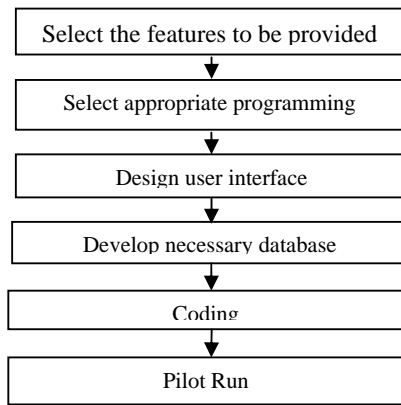 Select the features to be provided
Select appropriate programming
Design user interface
Develop necessary database
Coding
Pilot Run